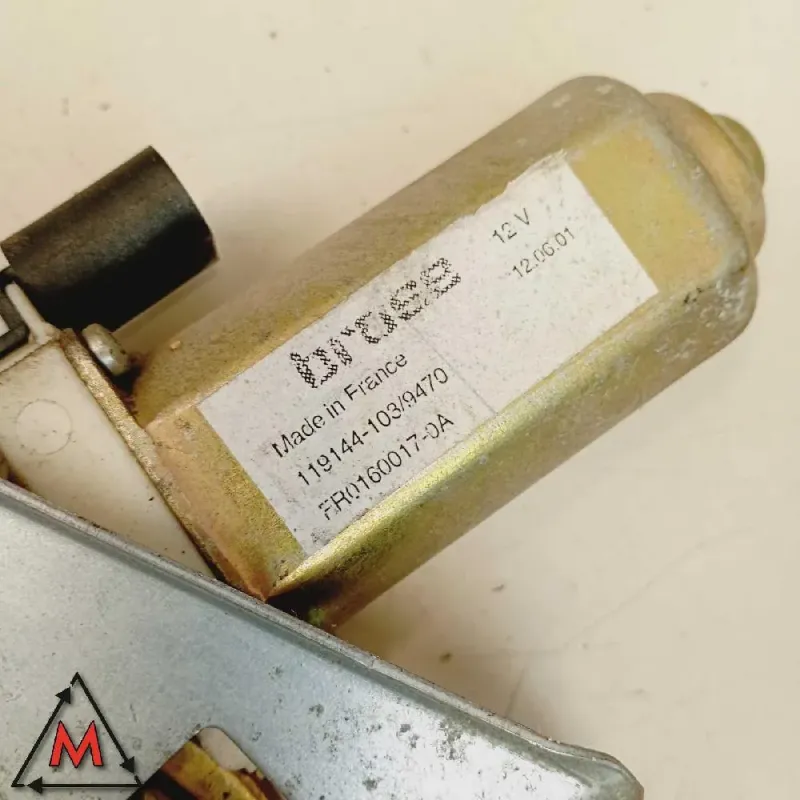 brose
12 V
12.06.01
Made in France
119144-103/9470
FR0160017-0A
M